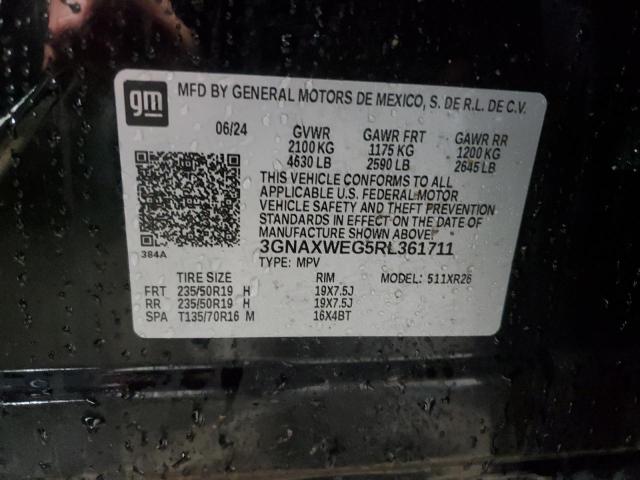 gm
MFD BY GENERAL MOTORS DE MEXICO, S. DE R.L. DE C.V.
06/24 GVWR GAWR FRT GAWR RR
2100 KG 1175 KG 1200 KG
4630 LB 2590 LB 2645 LB
THIS VEHICLE CONFORMS TO ALL
APPLICABLE U.S. FEDERAL MOTOR
VEHICLE SAFETY AND THEFT PREVENTION
STANDARDS IN EFFECT ON THE DATE OF
MANUFACTURE SHOWN ABOVE.
384A
3GNAXWEG5RL361711
TYPE: MPV
TIRE SIZE RIM MODEL: 511XR26
FRT 235/50R19 H 19X7.5J
RR 235/50R19 H 19X7.5J
SPA T135/70R16 M 16X4BT